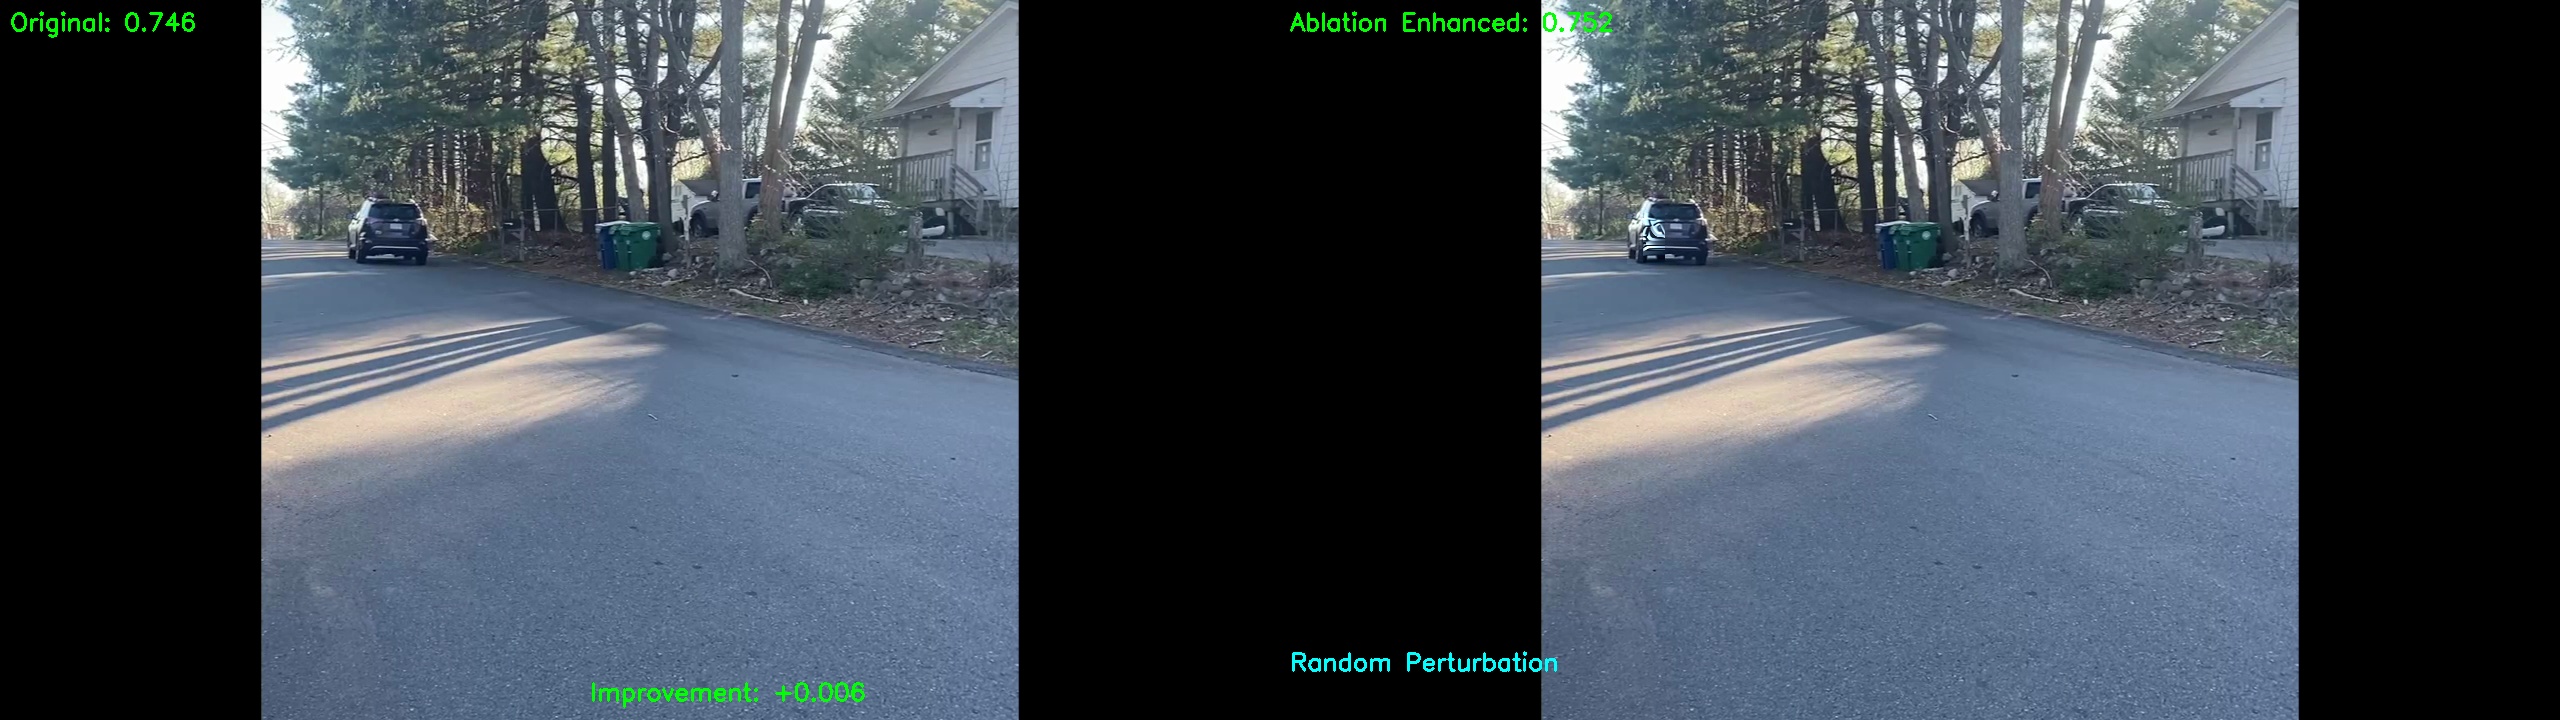 Original: 0.746
Ablation Enhanced: 0.752
Random Perturbation
Improvement: +0.006